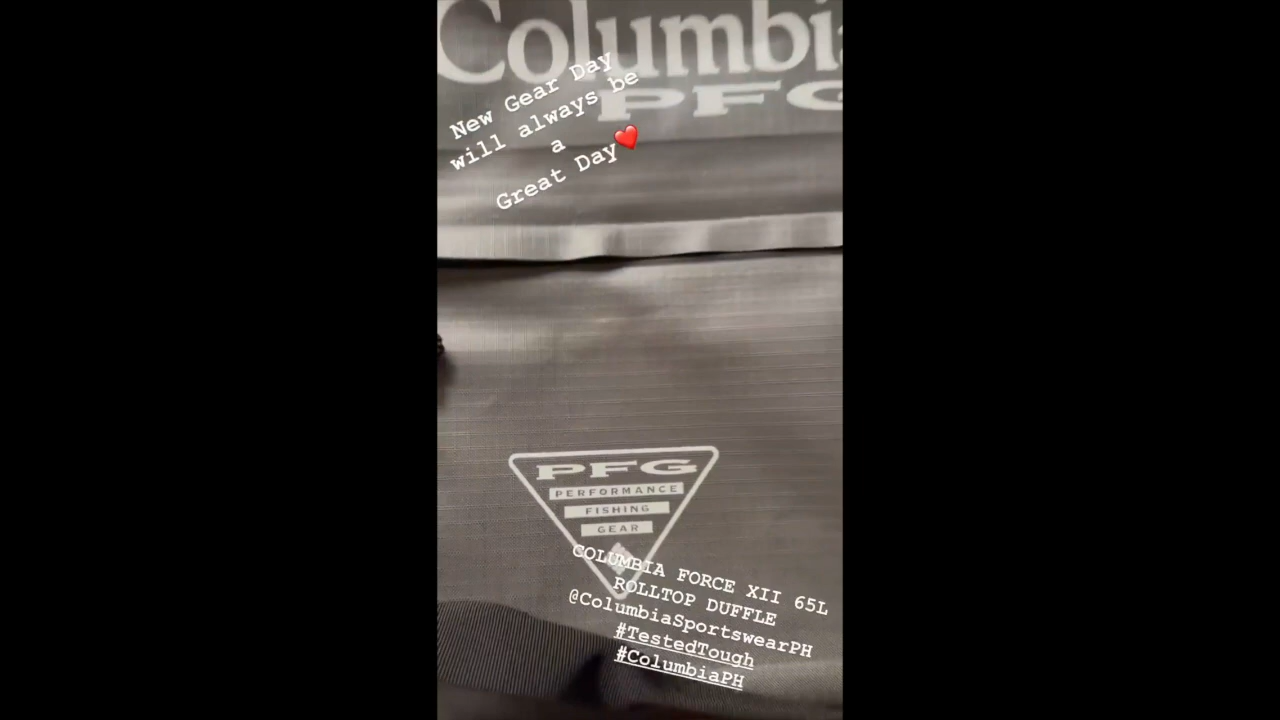 Columbi
PFG
New Gear Day
will always be
a
Great Day❤️
PFG
PERFORMANCE
FISHING
GEAR
COLUMBIA FORCE XII 65L
ROLLTOP DUFFLE
@ColumbiaSportswearPH
#TestedTough
#ColumbiaPH